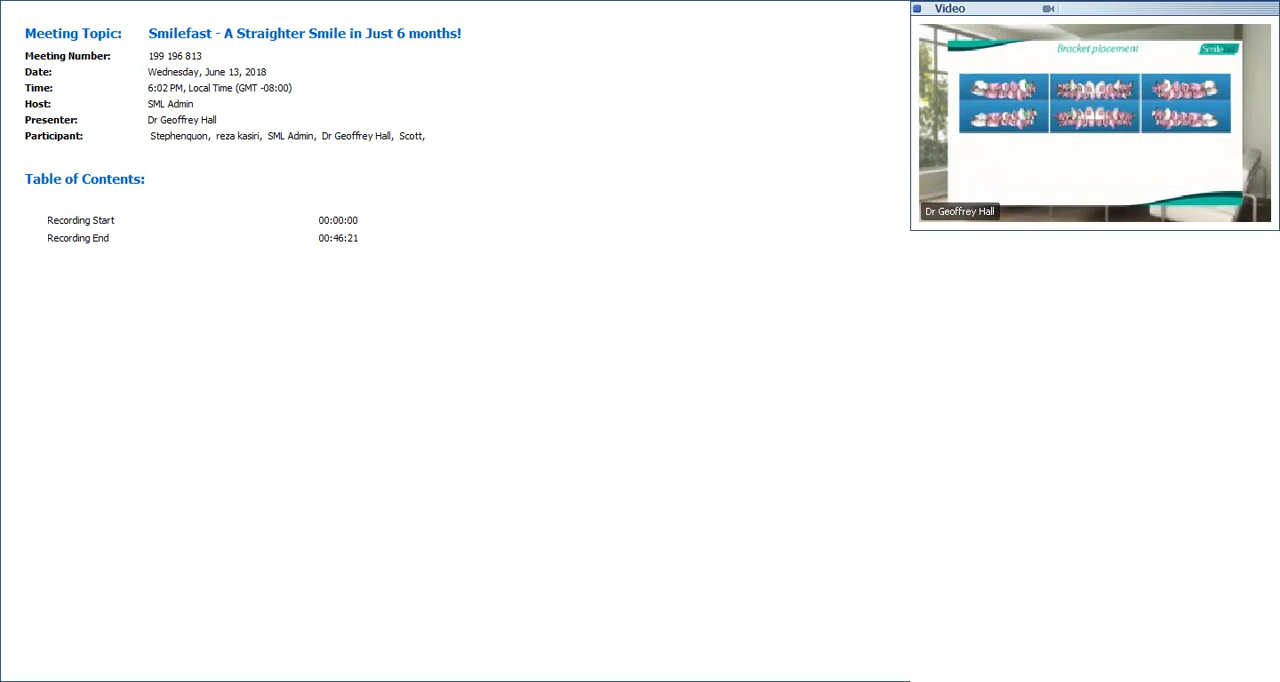 Meeting Topic: Smilefast - A Straighter Smile in Just 6 months!
Meeting Number: 199 196 813
Date: Wednesday, June 13, 2018
Time: 6:02 PM, Local Time (GMT -08:00)
Host: SML Admin
Presenter: Dr Geoffrey Hall
Participant: Stephenquon, reza kasiri, SML Admin, Dr Geoffrey Hall, Scott,
Table of Contents:
Recording Start 00:00:00
Recording End 00:46:21
Video
Bracket placement
Smile
Dr Geoffrey Hall